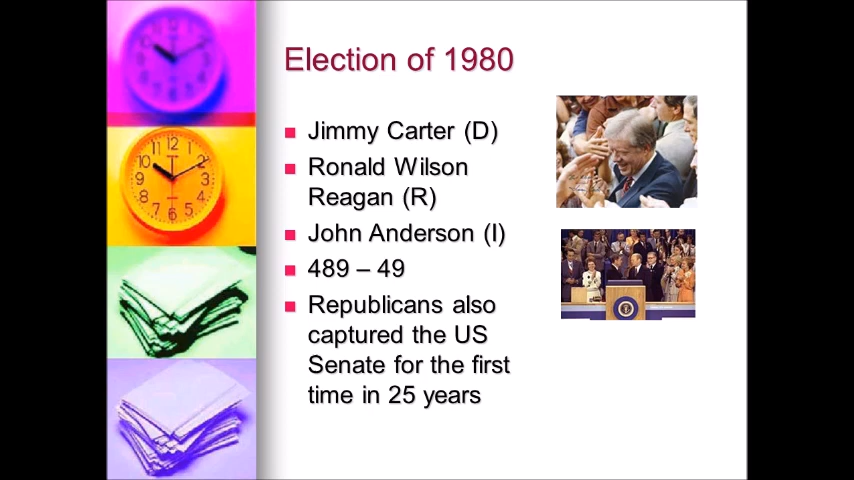 Election of 1980
Jimmy Carter (D)
Ronald Wilson
Reagan (R)
John Anderson (I)
489 – 49
Republicans also
captured the US
Senate for the first
time in 25 years